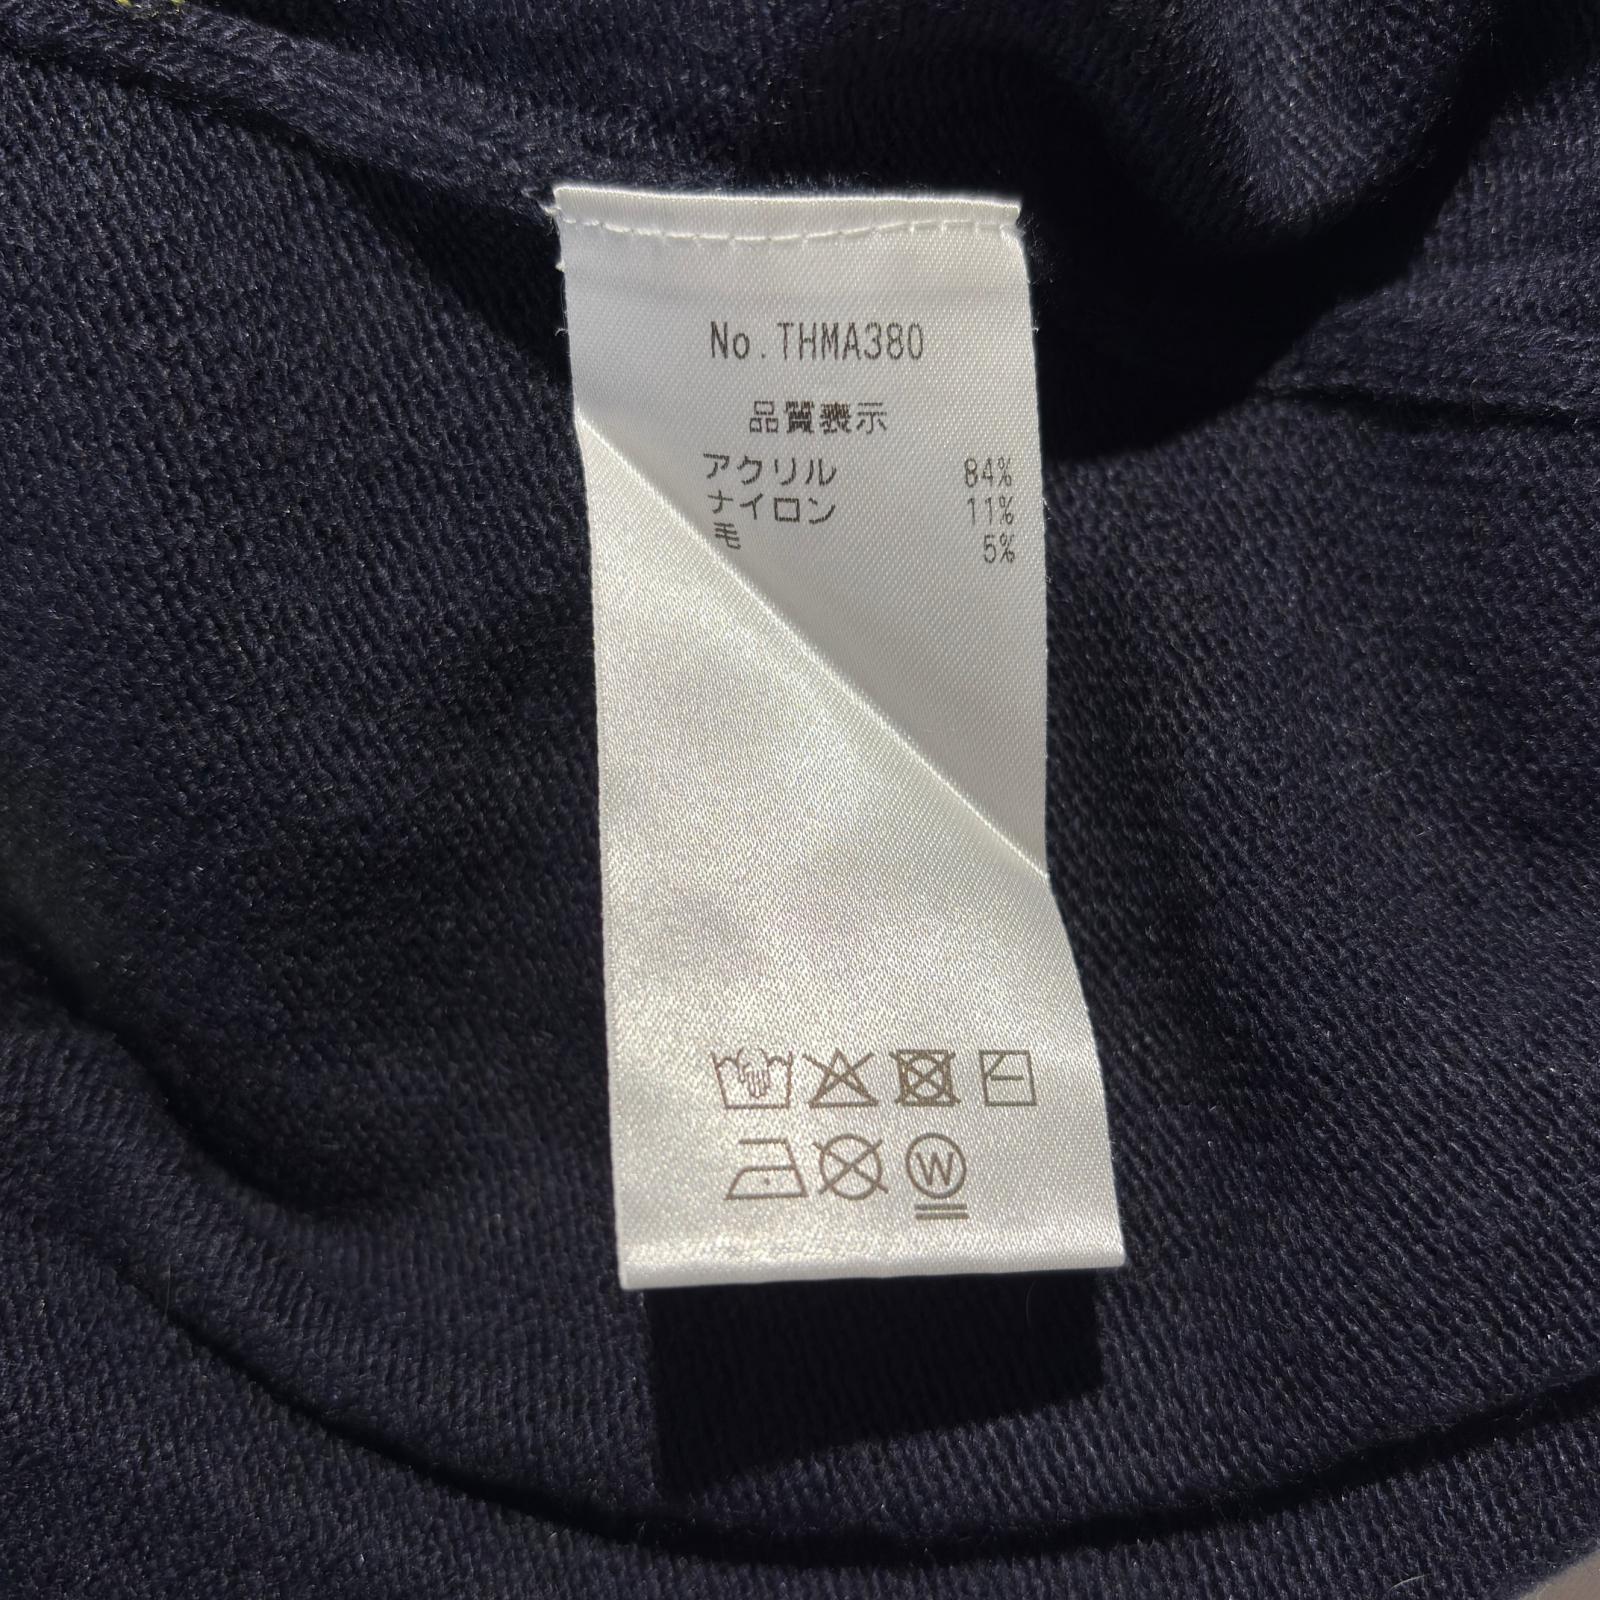 No.THMA380
品質表示
アクリル 84%
ナイロン 11%
毛 5%
W